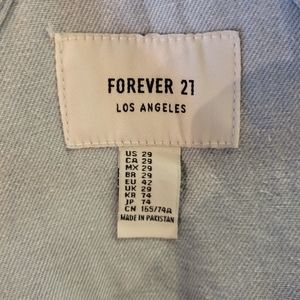 FOREVER 21
LOS ANGELES
US 29
CA 29
MX 29
BR 29
EU 42
UK 29
KR 74
JP 74
CN 165/74A
MADE IN PAKISTAN